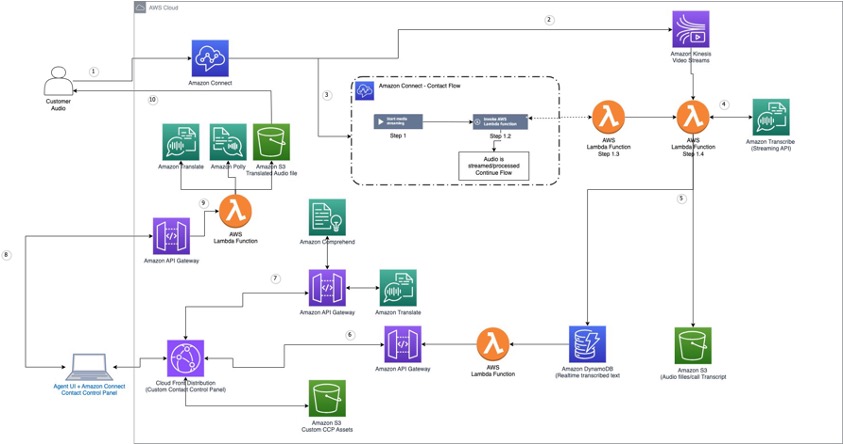 AWS Cloud
2
Amazon Kinesis
Video Streams
1
Amazon Connect
Customer
Audio
3
Amazon Connect - Contact Flow
Start media
streaming
Step 1
Invoke AWS
Lambda function
Step 1.2
Audio is
streamed/processed
Continue Flow
AWS
Lambda Function
Step 1.3
AWS
Lambda Function
Step 1.4
4
Amazon Transcribe
(Streaming API)
10
Amazon Translate
Amazon Polly
Amazon S3
Translated Audio file
5
9
AWS
Lambda Function
Amazon API Gateway
8
Amazon Comprehend
7
Amazon API Gateway
Amazon Translate
6
Amazon API Gateway
AWS
Lambda Function
Amazon DynamoDB
(Realtime transcribed text)
Amazon S3
(Audio filles/call Transcript
Agent UI + Amazon Connect
Contact Control Panel
Cloud Front Distribution
(Custom Contact Control Panel)
Amazon S3
Custom CCP Assets